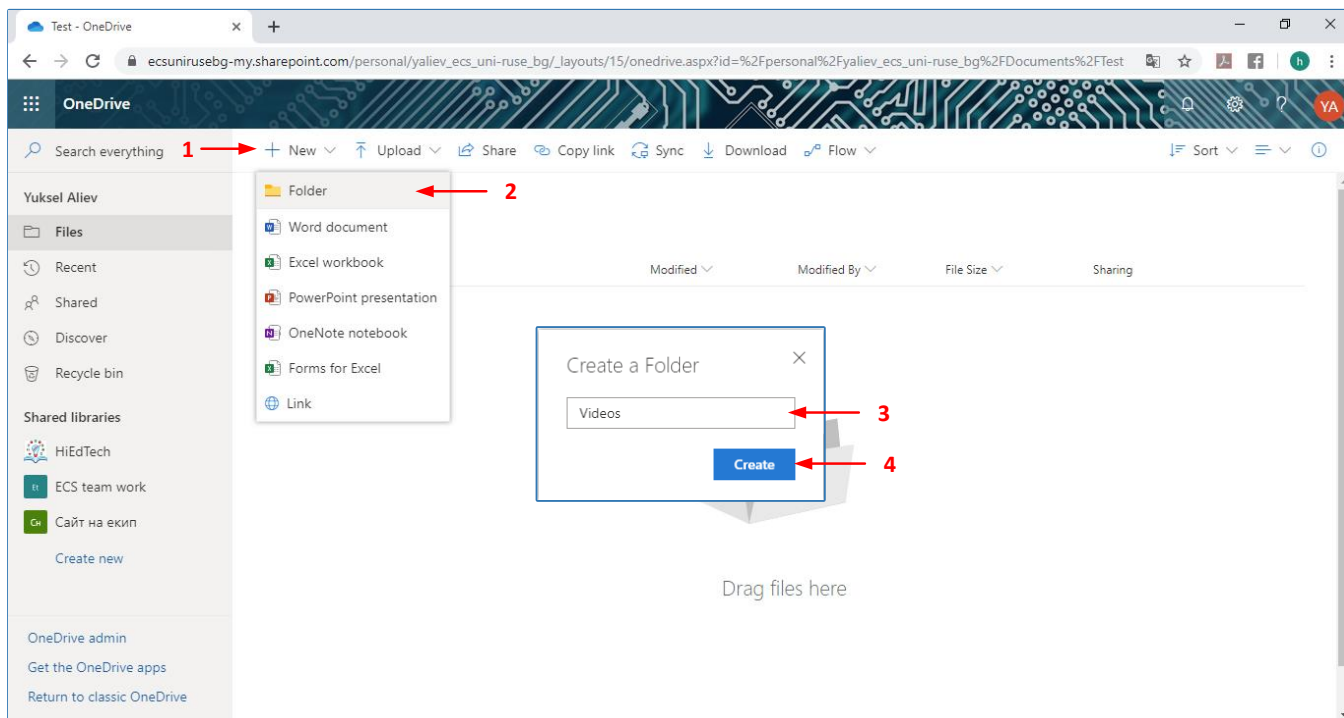 Test - OneDrive
ecsunirusebg-my.sharepoint.com/personal/yaliev_ecs_uni-ruse_bg/_layouts/15/onedrive.aspx?id=%2Fpersonal%2Fyaliev_ecs_uni-ruse_bg%2FDocuments%2FTest
h
OneDrive
YA
Search everything
1
New
Upload
Share
Copy link
Sync
Download
Flow
Sort
Yuksel Aliev
Files
Recent
Shared
Discover
Recycle bin
Shared libraries
HiEdTech
Et ECS team work
Сн Сайт на екип
Create new
OneDrive admin
Get the OneDrive apps
Return to classic OneDrive
Folder
2
Word document
Excel workbook
PowerPoint presentation
OneNote notebook
Forms for Excel
Link
Modified
Modified By
File Size
Sharing
Create a Folder
Videos
3
Create
4
Drag files here